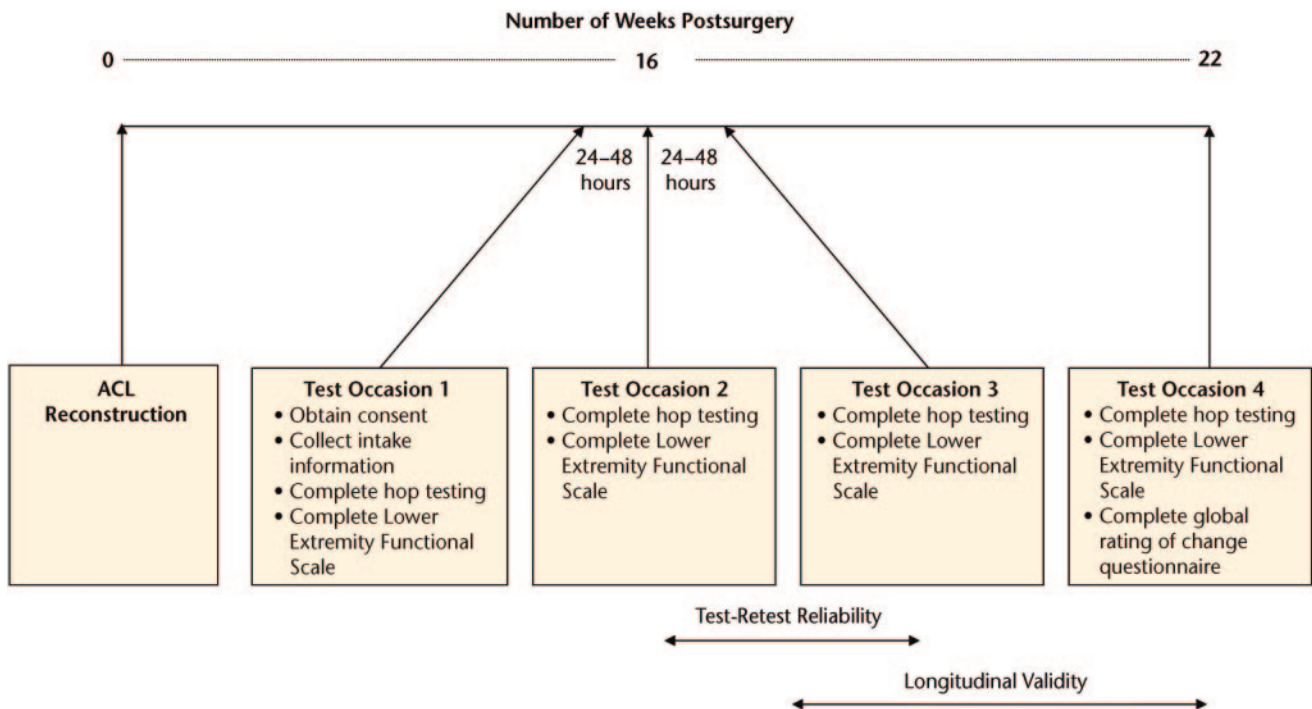 Number of Weeks Postsurgery
0 16 22
24–48
hours
24–48
hours
ACL
Reconstruction
Test Occasion 1
• Obtain consent
• Collect intake
information
• Complete hop testing
• Complete Lower
Extremity Functional
Scale
Test Occasion 2
• Complete hop testing
• Complete Lower
Extremity Functional
Scale
Test Occasion 3
• Complete hop testing
• Complete Lower
Extremity Functional
Scale
Test Occasion 4
• Complete hop testing
• Complete Lower
Extremity Functional
Scale
• Complete global
rating of change
questionnaire
Test-Retest Reliability
Longitudinal Validity